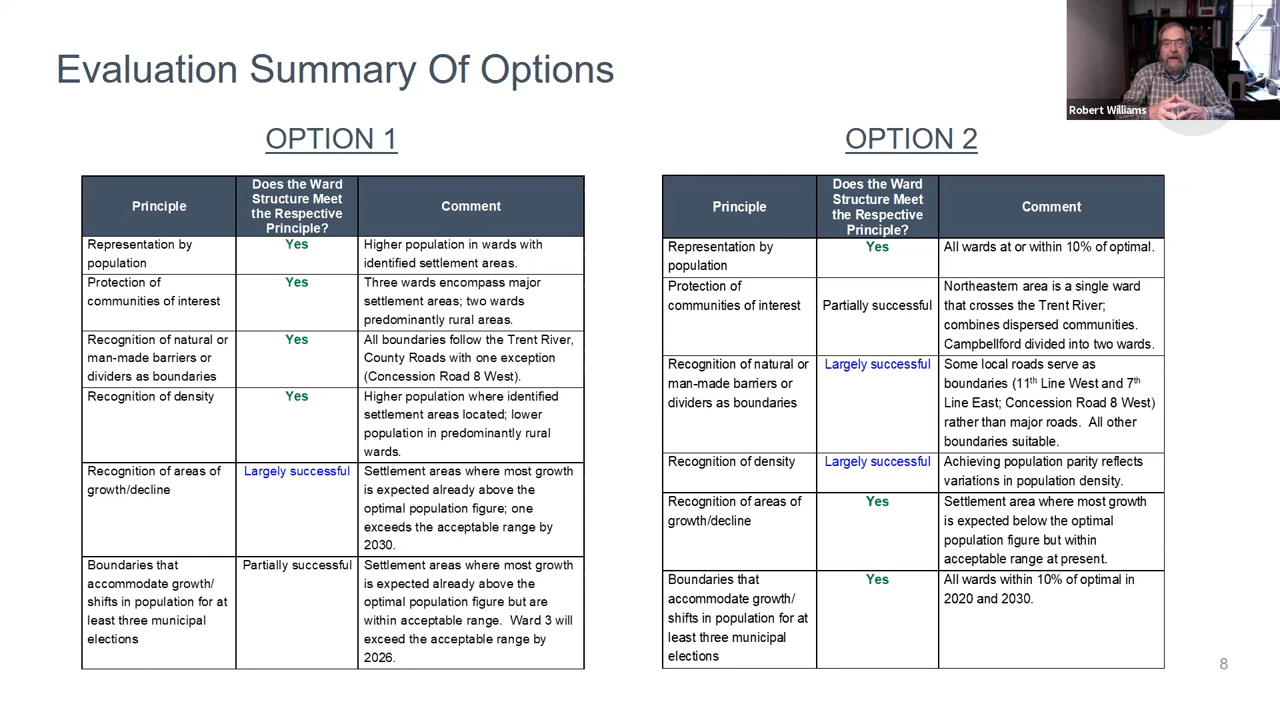 Evaluation Summary Of Options
Robert Williams
OPTION 1
Principle
Does the Ward
Structure Meet
the Respective
Principle?
Comment
Representation by
population
Yes
Higher population in wards with
identified settlement areas.
Protection of
communities of interest
Yes
Three wards encompass major
settlement areas; two wards
predominantly rural areas.
Recognition of natural or
man-made barriers or
dividers as boundaries
Yes
All boundaries follow the Trent River,
County Roads with one exception
(Concession Road 8 West).
Recognition of density
Yes
Higher population where identified
settlement areas located; lower
population in predominantly rural
wards.
Recognition of areas of
growth/decline
Largely successful
Settlement areas where most growth
is expected already above the
optimal population figure; one
exceeds the acceptable range by
2030.
Boundaries that
accommodate growth/
shifts in population for at
least three municipal
elections
Partially successful
Settlement areas where most growth
is expected already above the
optimal population figure but are
within acceptable range.  Ward 3 will
exceed the acceptable range by
2026.
OPTION 2
Principle
Does the Ward
Structure Meet
the Respective
Principle?
Comment
Representation by
population
Yes
All wards at or within 10% of optimal.
Protection of
communities of interest
Partially successful
Northeastern area is a single ward
that crosses the Trent River;
combines dispersed communities.
Campbellford divided into two wards.
Recognition of natural or
man-made barriers or
dividers as boundaries
Largely successful
Some local roads serve as
boundaries (11th Line West and 7th
Line East; Concession Road 8 West)
rather than major roads.  All other
boundaries suitable.
Recognition of density
Largely successful
Achieving population parity reflects
variations in population density.
Recognition of areas of
growth/decline
Yes
Settlement area where most growth
is expected below the optimal
population figure but within
acceptable range at present.
Boundaries that
accommodate growth/
shifts in population for at
least three municipal
elections
Yes
All wards within 10% of optimal in
2020 and 2030.
8